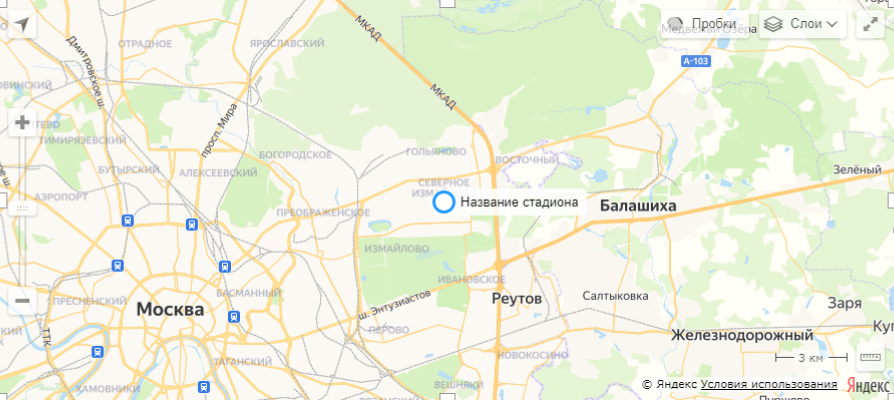 МКАД
Пробки
Слои
Медвежьи Озёра
ОТРАДНОЕ
ЯРОСЛАВСКИЙ
Дмитровское ш.
А-103
МКАД
просп. Мира
ТИМИРЯЗЕВСКИЙ
БОГОРОДСКОЕ
ГОЛЬЯНОВО
ВОСТОЧНЫЙ
БУТЫРСКИЙ
АЛЕКСЕЕВСКИЙ
Зелёный
СЕВЕРНОЕ
ИЗМ
АЭРОПОРТ
Название стадиона
Балашиха
ПРЕОБРАЖЕНСКОЕ
ИЗМАЙЛОВО
ИВАНОВСКОЕ
БАСМАННЫЙ
ПРЕСНЕНСКИЙ
Москва
ш. Энтузиастов
Реутов
Салтыковка
Заря
ТТК
ПЕРОВО
Железнодорожный
ТАГАНСКИЙ
НОВОКОСИНО
3 км
ХАМОВНИКИ
ВЕШНЯКИ
© Яндекс Условия использования
Яндекс